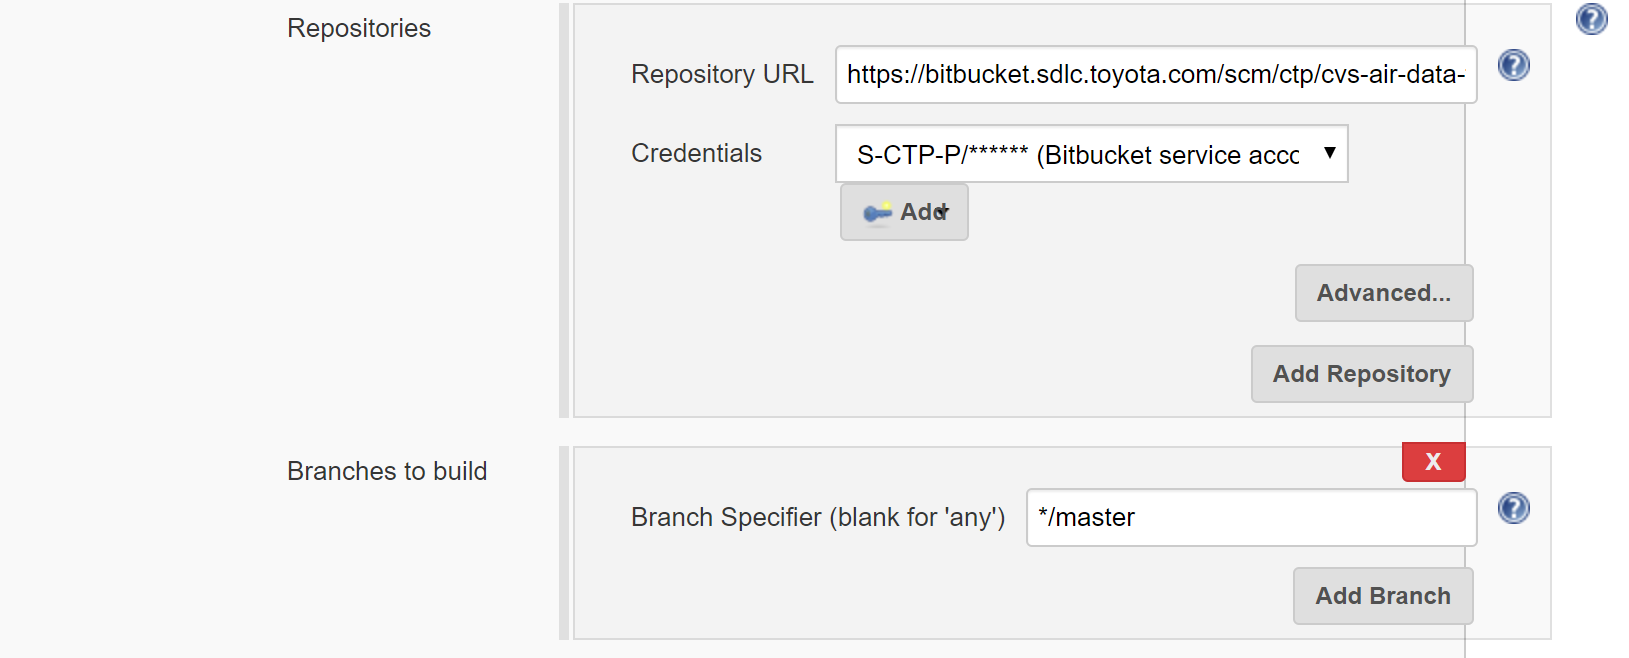 Repositories
Repository URL https://bitbucket.sdlc.toyota.com/scm/ctp/cvs-air-data-
Credentials S-CTP-P/****** (Bitbucket service acco
Add
Advanced...
Add Repository
Branches to build
X
Branch Specifier (blank for 'any') */master
Add Branch